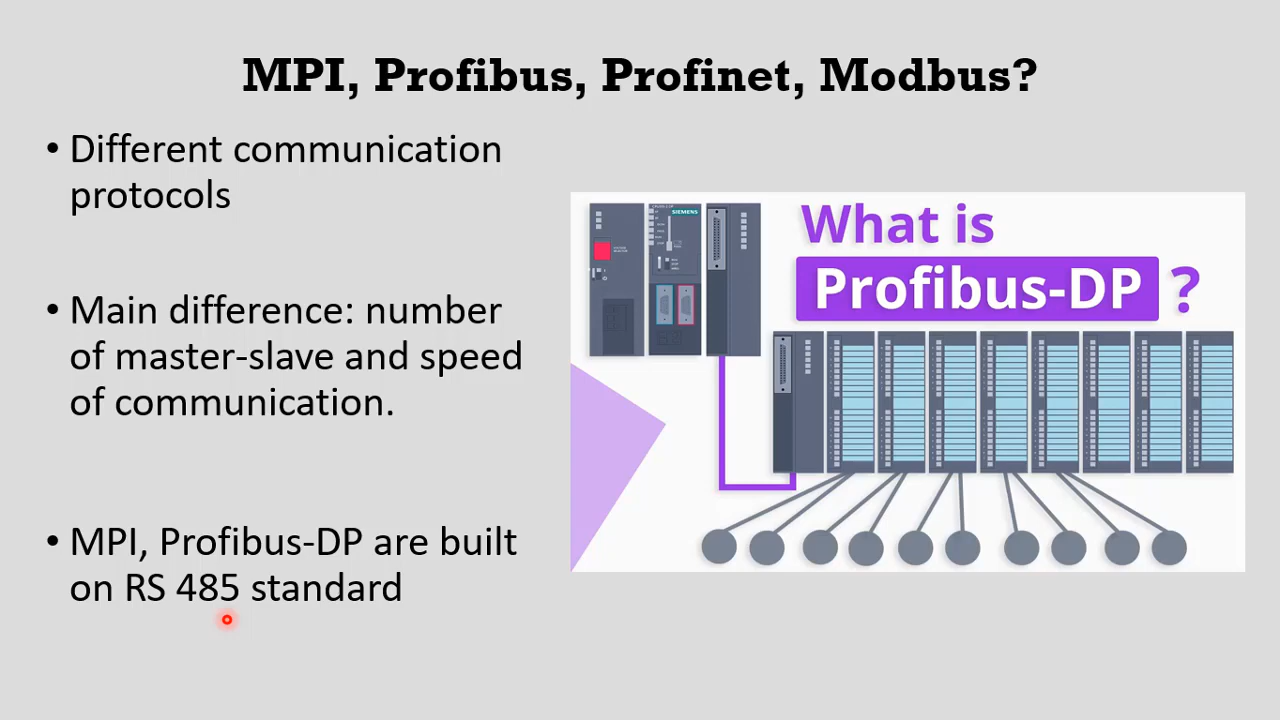 MPI, Profibus, Profinet, Modbus?
• Different communication
protocols
• Main difference: number
of master-slave and speed
of communication.
• MPI, Profibus-DP are built
on RS 485 standard
SIEMENS
What is
Profibus-DP ?